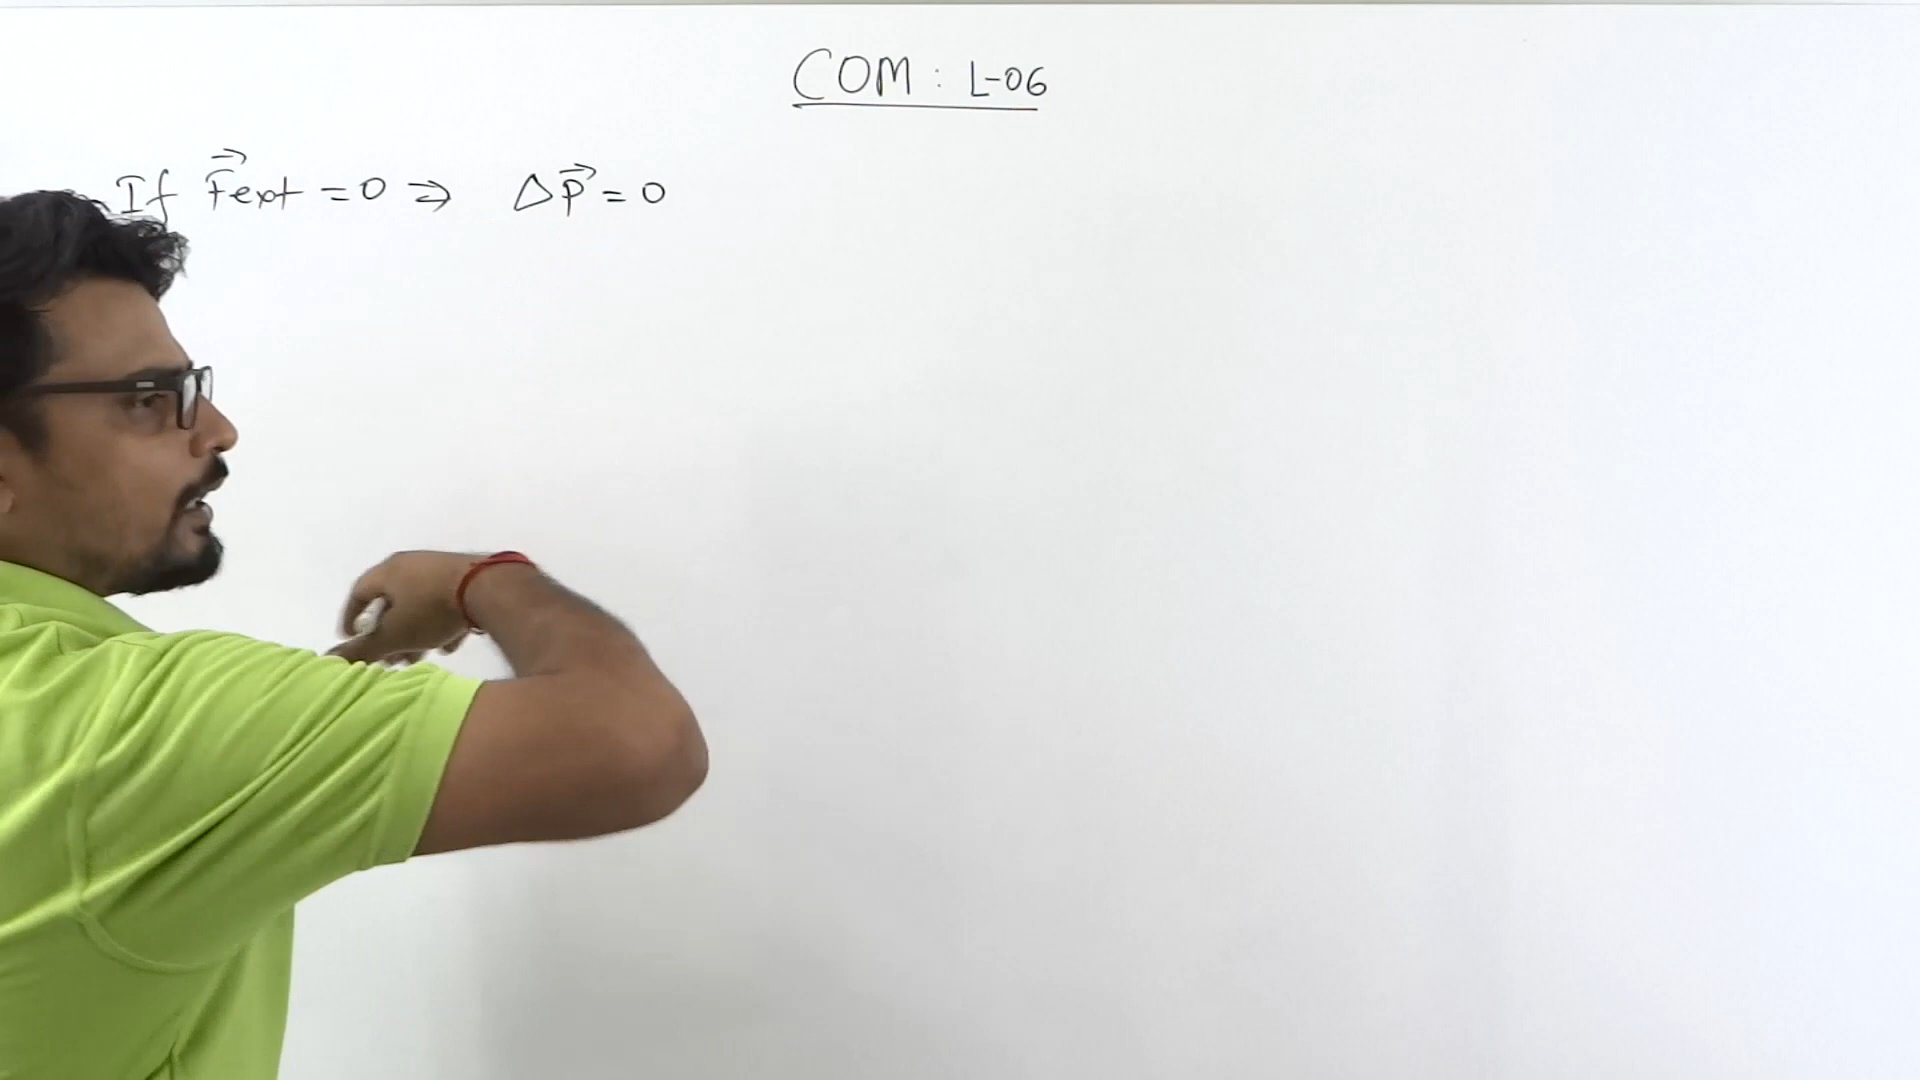 COM : L-06
If F⃗ext = 0 ⇒ ΔP⃗ = 0